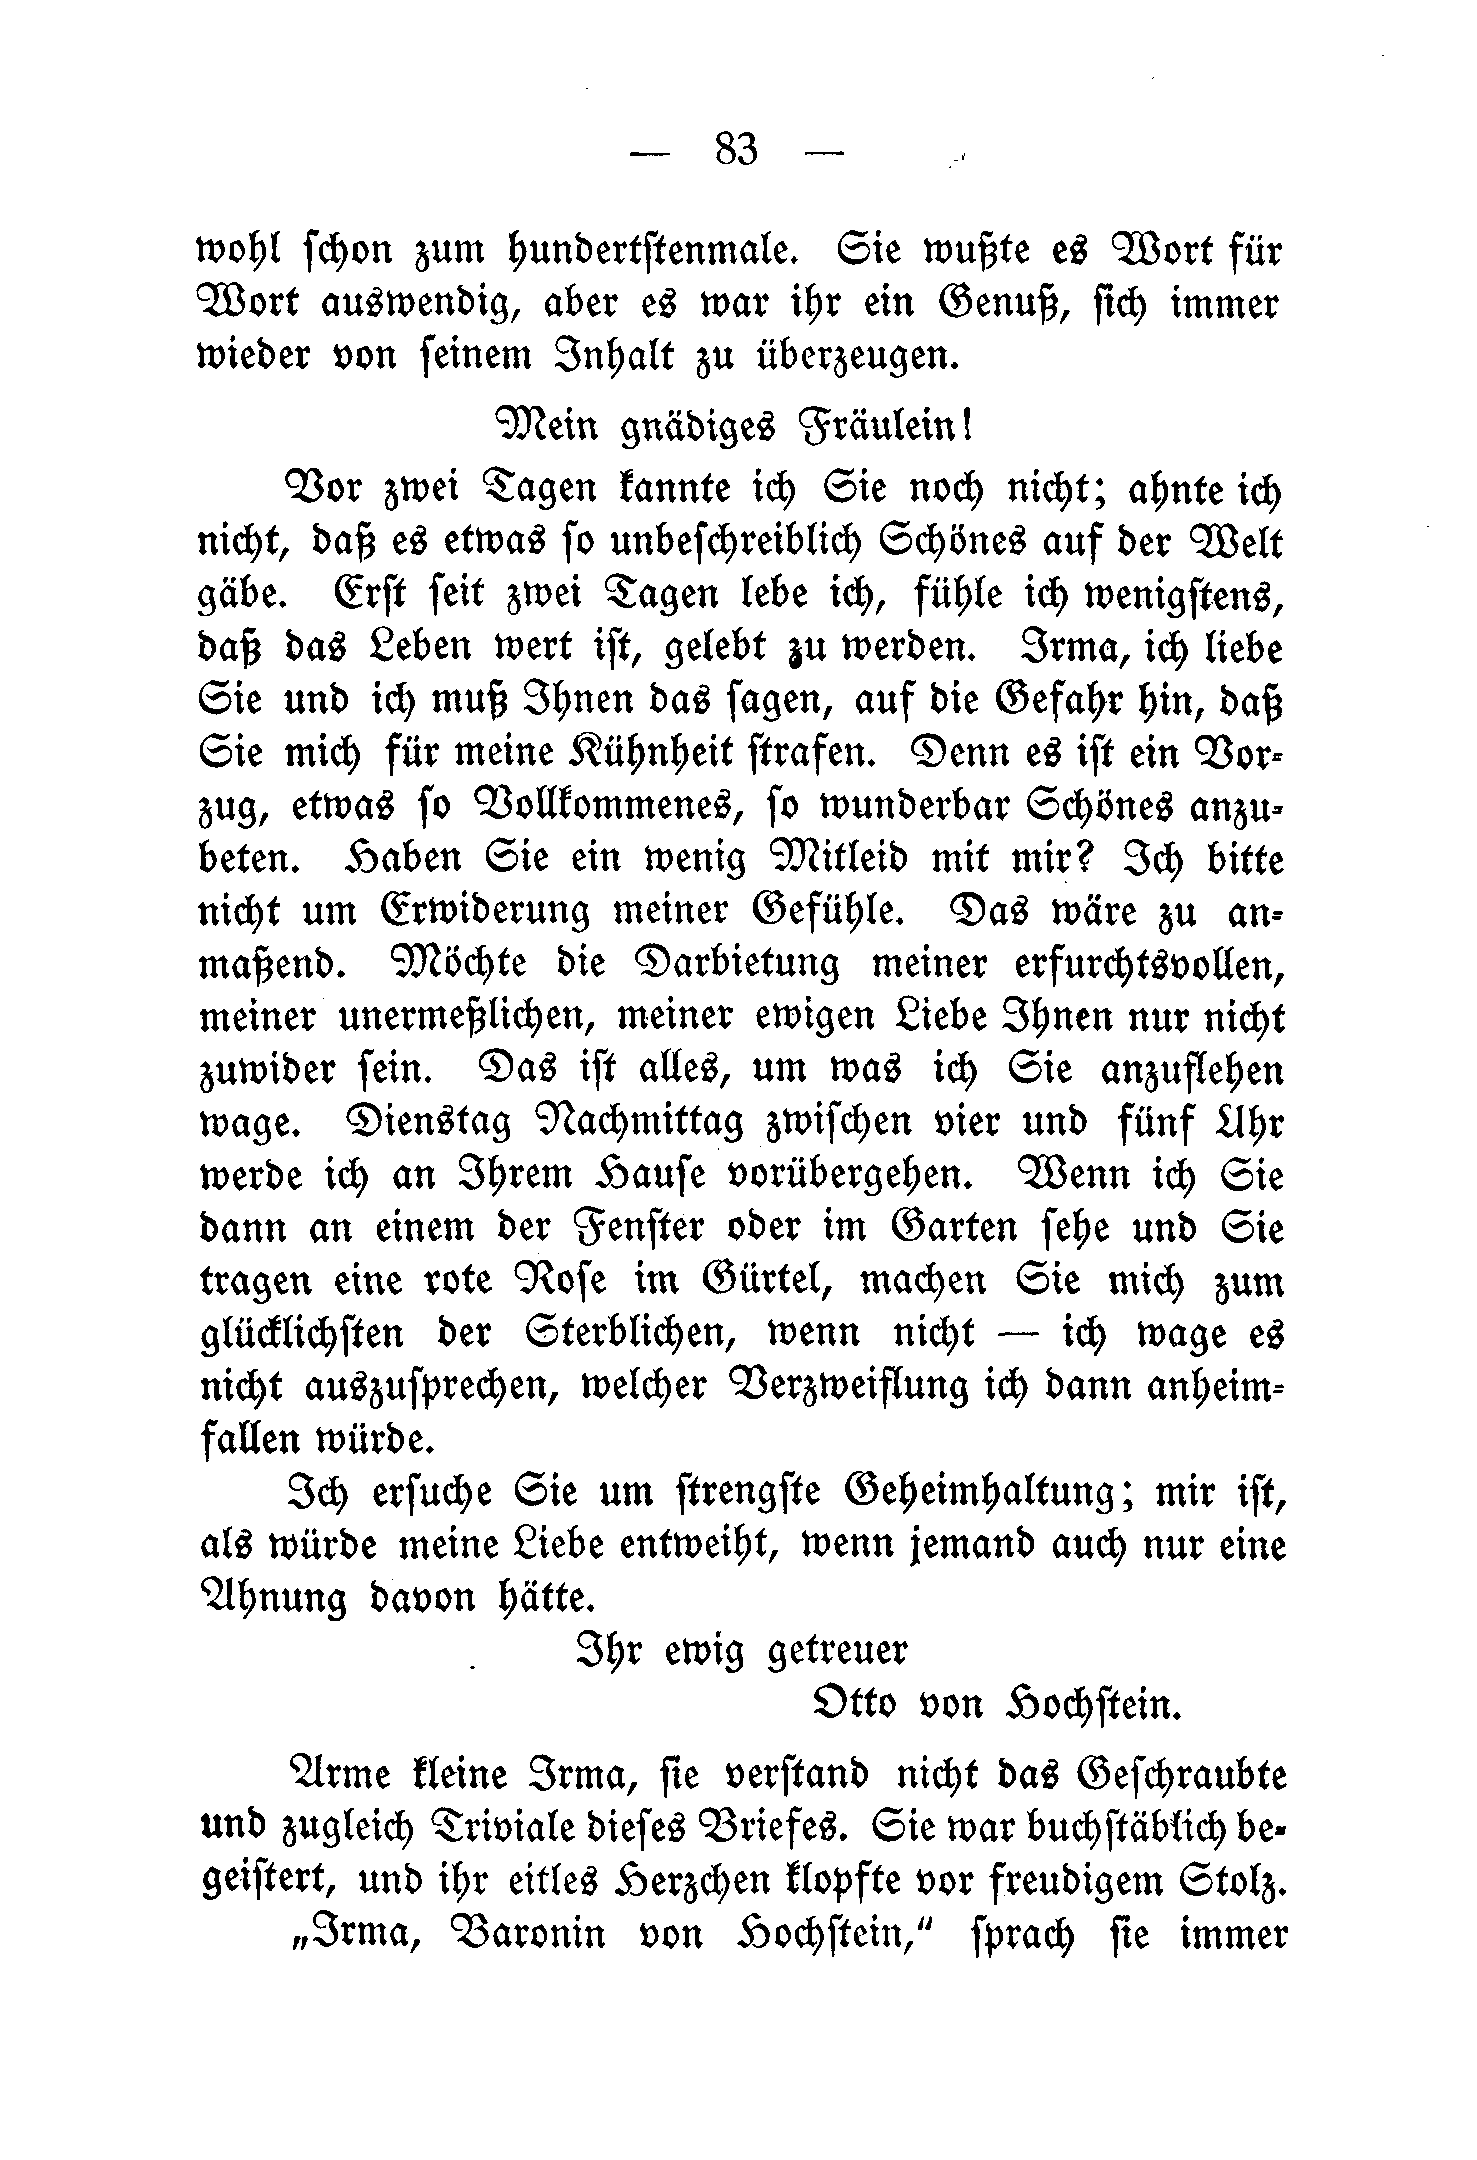 — 83 —
wohl schon zum hundertstenmale. Sie wußte es Wort für
Wort auswendig, aber es war ihr ein Genuß, sich immer
wieder von seinem Inhalt zu überzeugen.
Mein gnädiges Fräulein!
Vor zwei Tagen kannte ich Sie noch nicht; ahnte ich
nicht, daß es etwas so unbeschreiblich Schönes auf der Welt
gäbe. Erst seit zwei Tagen lebe ich, fühle ich wenigstens,
daß das Leben wert ist, gelebt zu werden. Irma, ich liebe
Sie und ich muß Ihnen das sagen, auf die Gefahr hin, daß
Sie mich für meine Kühnheit strafen. Denn es ist ein Vor-
zug, etwas so Vollkommenes, so wunderbar Schönes anzu-
beten. Haben Sie ein wenig Mitleid mit mir? Ich bitte
nicht um Erwiderung meiner Gefühle. Das wäre zu an-
maßend. Möchte die Darbietung meiner erfurchtsvollen,
meiner unermeßlichen, meiner ewigen Liebe Ihnen nur nicht
zuwider sein. Das ist alles, um was ich Sie anzuflehen
wage. Dienstag Nachmittag zwischen vier und fünf Uhr
werde ich an Ihrem Hause vorübergehen. Wenn ich Sie
dann an einem der Fenster oder im Garten sehe und Sie
tragen eine rote Rose im Gürtel, machen Sie mich zum
glücklichsten der Sterblichen, wenn nicht — ich wage es
nicht auszusprechen, welcher Verzweiflung ich dann anheim-
fallen würde.
Ich ersuche Sie um strengste Geheimhaltung; mir ist,
als würde meine Liebe entweiht, wenn jemand auch nur eine
Ahnung davon hätte.
Ihr ewig getreuer
Otto von Hochstein.
Arme kleine Irma, sie verstand nicht das Geschraubte
und zugleich Triviale dieses Briefes. Sie war buchstäblich be-
geistert, und ihr eitles Herzchen klopfte vor freudigem Stolz.
„Irma, Baronin von Hochstein,“ sprach sie immer